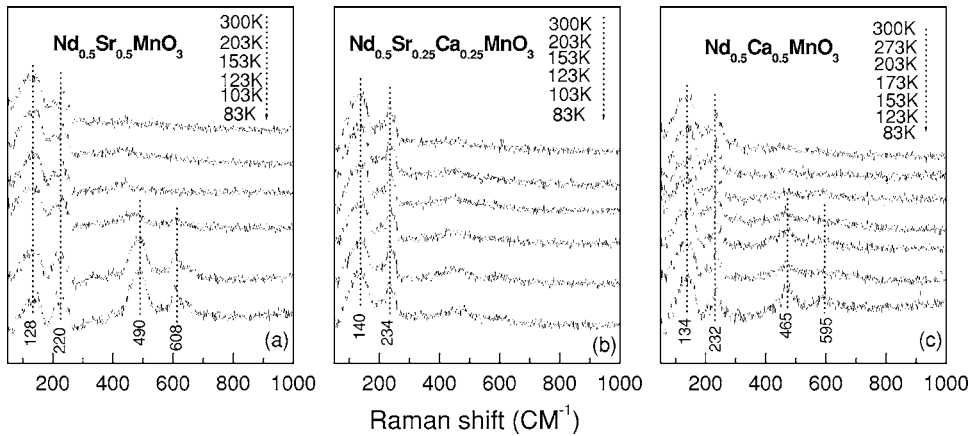 Nd0.5Sr0.5MnO3
300K
203K
153K
123K
103K
83K
128
220
490
608
(a)
200 400 600 800 1000
Nd0.5Sr0.25Ca0.25MnO3
300K
203K
153K
123K
103K
83K
140
234
(b)
200 400 600 800 1000
Nd0.5Ca0.5MnO3
300K
273K
203K
173K
153K
123K
83K
134
232
465
595
(c)
200 400 600 800 1000
Raman shift (CM-1)